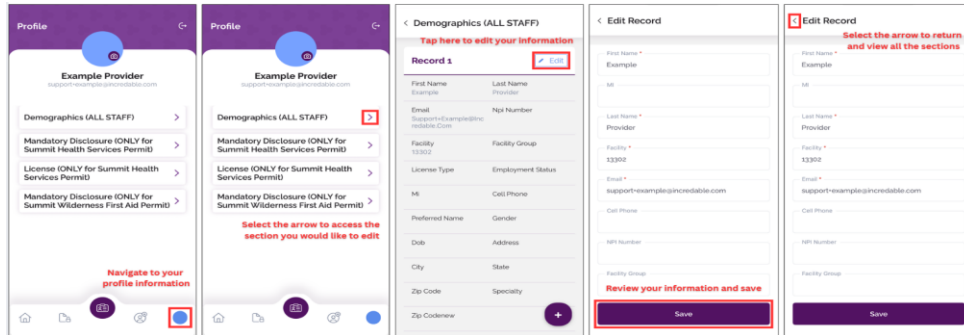 Profile
Example Provider
support+example@incredable.com
Demographics (ALL STAFF)
Mandatory Disclosure (ONLY for
Summit Health Services Permit)
License (ONLY for Summit Health
Services Permit)
Mandatory Disclosure (ONLY for
Summit Wilderness First Aid Permit)
Navigate to your
profile information
Profile
Example Provider
support+example@incredable.com
Demographics (ALL STAFF)
Mandatory Disclosure (ONLY for
Summit Health Services Permit)
License (ONLY for Summit Health
Services Permit)
Mandatory Disclosure (ONLY for
Summit Wilderness First Aid Permit)
Select the arrow to access the
section you would like to edit
Demographics (ALL STAFF)
Tap here to edit your information
Record 1
Edit
First Name Last Name
Example Provider
Email Npi Number
Support+Example@Inc
redable.Com
Facility Facility Group
13302
License Type Employment Status
Mi Cell Phone
Preferred Name Gender
Dob Address
City State
Zip Code Specialty
Zip Codenew
Edit Record
First Name *
Example
MI
Last Name *
Provider
Facility *
13302
Email *
support+example@incredable.com
Cell Phone
NPI Number
Facility Group
Review your information and save
Save
Edit Record
Select the arrow to return
and view all the sections
First Name *
Example
MI
Last Name *
Provider
Facility *
13302
Email *
support+example@incredable.com
Cell Phone
NPI Number
Facility Group
Save